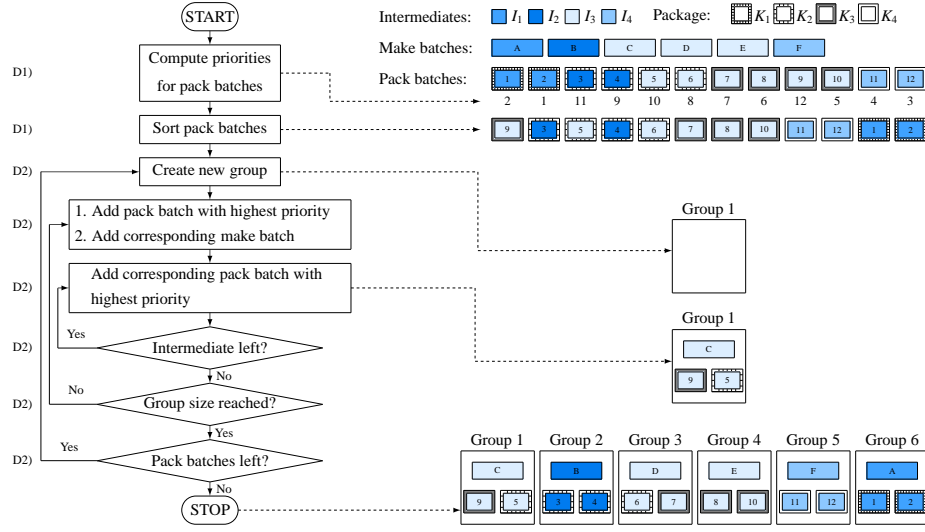 START
Compute priorities
for pack batches
Sort pack batches
Create new group
1. Add pack batch with highest priority
2. Add corresponding make batch
Add corresponding pack batch with
highest priority
Intermediate left?
Group size reached?
Pack batches left?
STOP
D1)
D1)
D2)
D2)
D2)
D2)
D2)
D2)
Yes
No
No
Yes
Yes
No
Intermediates: I1 I2 I3 I4 Package: K1 K2 K3 K4
Make batches: A B C D E F
Pack batches: 1 2 3 4 5 6 7 8 9 10 11 12
2 1 11 9 10 8 7 6 12 5 4 3
9 3 5 4 6 7 8 10 11 12 1 2
Group 1
Group 1
C
9 5
Group 1 Group 2 Group 3 Group 4 Group 5 Group 6
C B D E F A
9 5 3 4 6 7 8 10 11 12 1 2